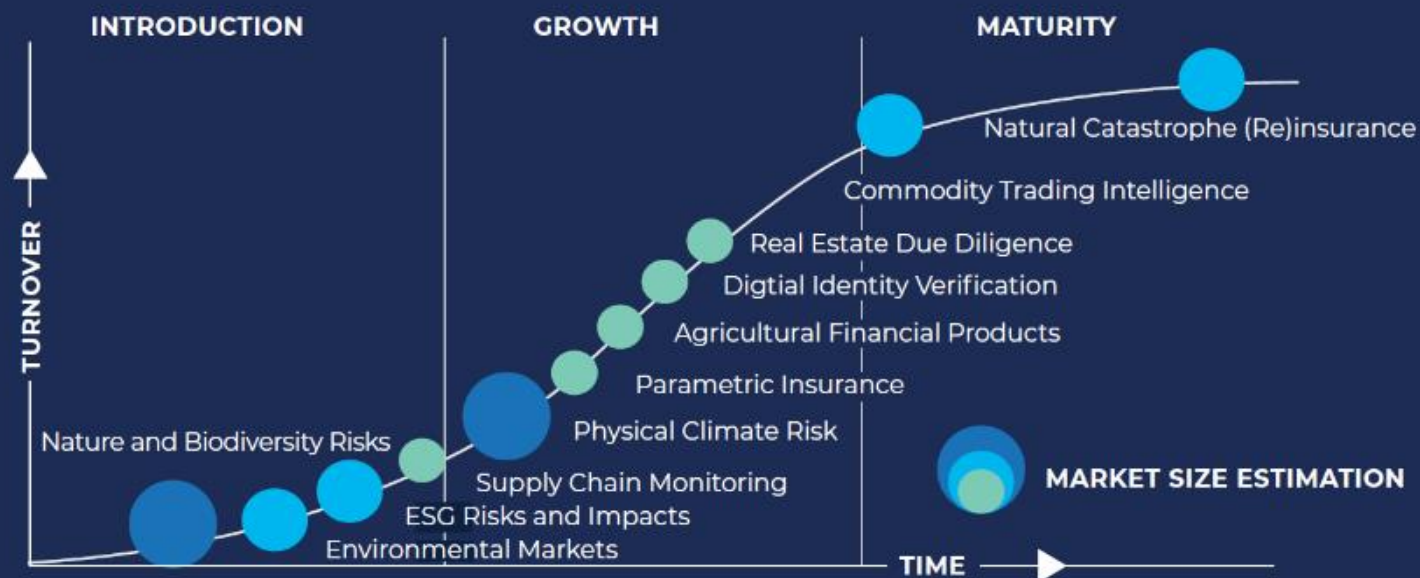 INTRODUCTION
GROWTH
MATURITY
Natural Catastrophe (Re)insurance
Commodity Trading Intelligence
Real Estate Due Diligence
Digtial Identity Verification
Agricultural Financial Products
Parametric Insurance
Physical Climate Risk
Nature and Biodiversity Risks
Supply Chain Monitoring
ESG Risks and Impacts
Environmental Markets
MARKET SIZE ESTIMATION
TURNOVER
TIME